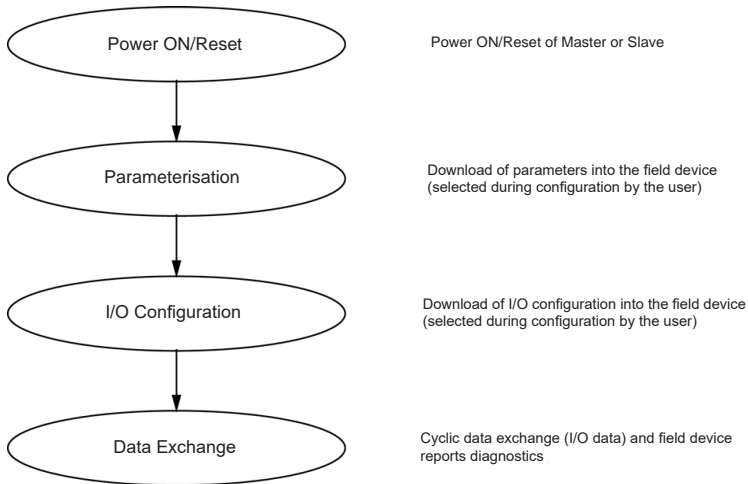 Power ON/Reset
Power ON/Reset of Master or Slave
Parameterisation
Download of parameters into the field device
(selected during configuration by the user)
I/O Configuration
Download of I/O configuration into the field device
(selected during configuration by the user)
Data Exchange
Cyclic data exchange (I/O data) and field device
reports diagnostics